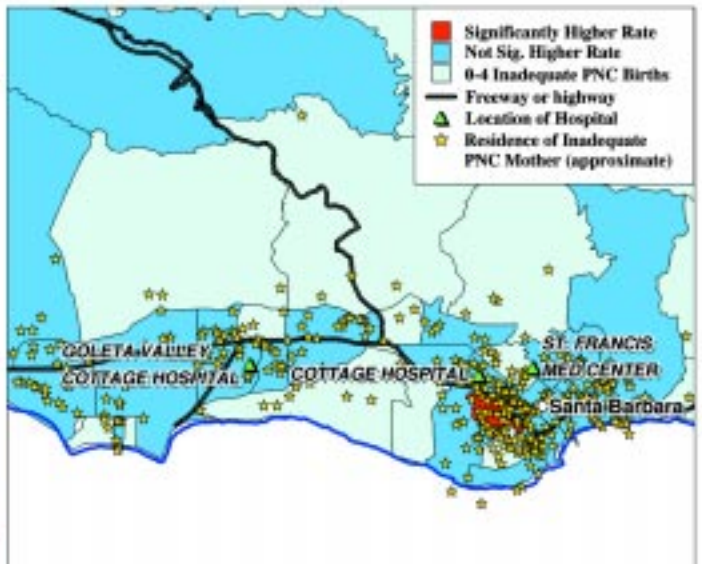 Significantly Higher Rate
Not Sig. Higher Rate
0-4 Inadequate PNC Births
Freeway or highway
Location of Hospital
Residence of Inadequate
PNC Mother (approximate)
GOLETA VALLEY
COTTAGE HOSPITAL
COTTAGE HOSPITAL
ST. FRANCIS
MED CENTER
Santa Barbara